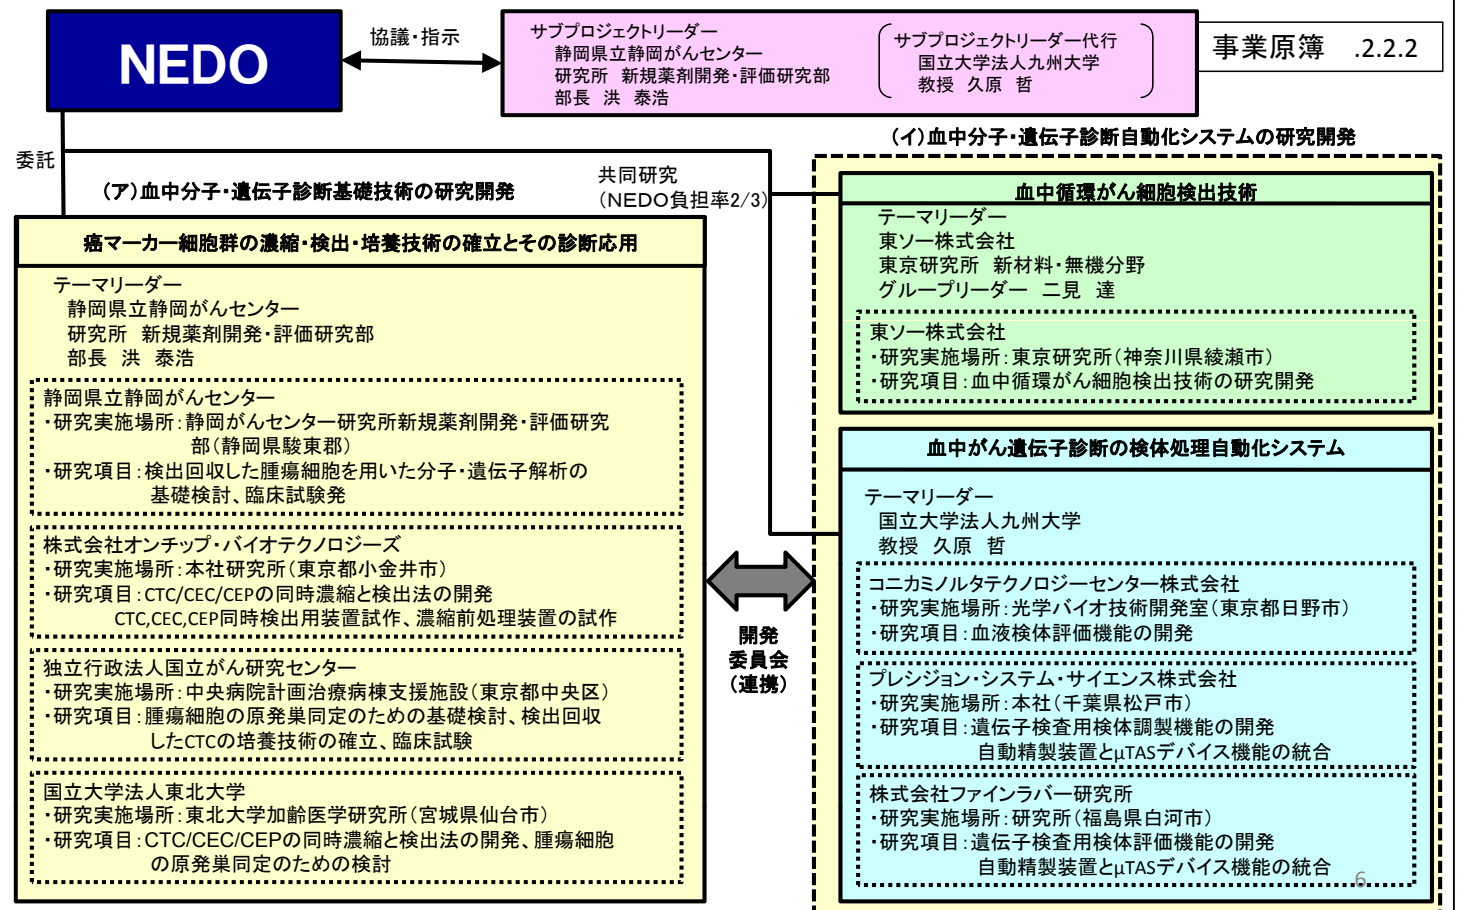 NEDO
協議・指示
サブプロジェクトリーダー
静岡県立静岡がんセンター
研究所 新規薬剤開発・評価研究部
部長 洪 泰浩
サブプロジェクトリーダー代行
国立大学法人九州大学
教授 久原 哲
事業原簿 .2.2.2
委託
共同研究
(NEDO負担率2/3)
(ア)血中分子・遺伝子診断基礎技術の研究開発
癌マーカー細胞群の濃縮・検出・培養技術の確立とその診断応用
テーマリーダー
静岡県立静岡がんセンター
研究所 新規薬剤開発・評価研究部
部長 洪 泰浩
静岡県立静岡がんセンター
・研究実施場所:静岡がんセンター研究所新規薬剤開発・評価研究
部(静岡県駿東郡)
・研究項目:検出回収した腫瘍細胞を用いた分子・遺伝子解析の
基礎検討、臨床試験発
株式会社オンチップ・バイオテクノロジーズ
・研究実施場所:本社研究所(東京都小金井市)
・研究項目:CTC/CEC/CEPの同時濃縮と検出法の開発
CTC,CEC,CEP同時検出用装置試作、濃縮前処理装置の試作
独立行政法人国立がん研究センター
・研究実施場所:中央病院計画治療病棟支援施設(東京都中央区)
・研究項目:腫瘍細胞の原発巣同定のための基礎検討、検出回収
したCTCの培養技術の確立、臨床試験
国立大学法人東北大学
・研究実施場所:東北大学加齢医学研究所(宮城県仙台市)
・研究項目:CTC/CEC/CEPの同時濃縮と検出法の開発、腫瘍細胞
の原発巣同定のための検討
開発
委員会
(連携)
(イ)血中分子・遺伝子診断自動化システムの研究開発
血中循環がん細胞検出技術
テーマリーダー
東ソー株式会社
東京研究所 新材料・無機分野
グループリーダー 二見 達
東ソー株式会社
・研究実施場所:東京研究所(神奈川県綾瀬市)
・研究項目:血中循環がん細胞検出技術の研究開発
血中がん遺伝子診断の検体処理自動化システム
テーマリーダー
国立大学法人九州大学
教授 久原 哲
コニカミノルタテクノロジーセンター株式会社
・研究実施場所:光学バイオ技術開発室(東京都日野市)
・研究項目:血液検体評価機能の開発
プレシジョン・システム・サイエンス株式会社
・研究実施場所:本社(千葉県松戸市)
・研究項目:遺伝子検査用検体調製機能の開発
自動精製装置とμTASデバイス機能の統合
株式会社ファインラバー研究所
・研究実施場所:研究所(福島県白河市)
・研究項目:遺伝子検査用検体評価機能の開発
自動精製装置とμTASデバイス機能の統合
6